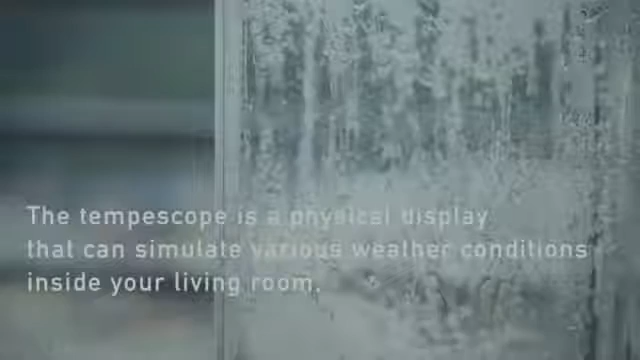 The tempescope is a physical display
that can simulate various weather conditions
inside your living room.